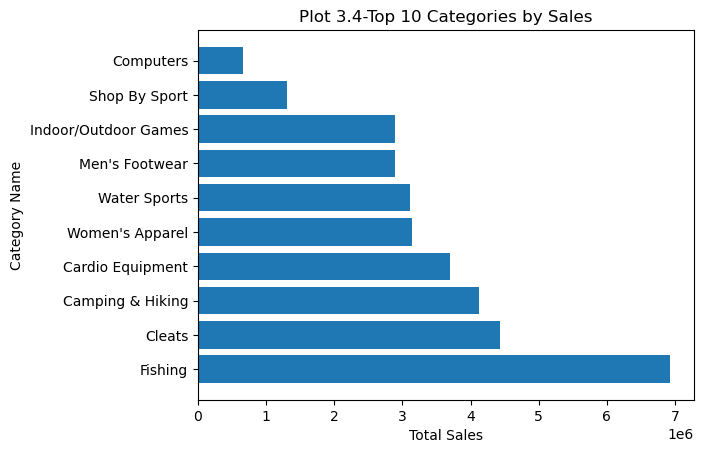 Plot 3.4-Top 10 Categories by Sales
Computers
Shop By Sport
Indoor/Outdoor Games
Men's Footwear
Water Sports
Women's Apparel
Cardio Equipment
Camping & Hiking
Cleats
Fishing
Category Name
0 1 2 3 4 5 6 7
1e6
Total Sales